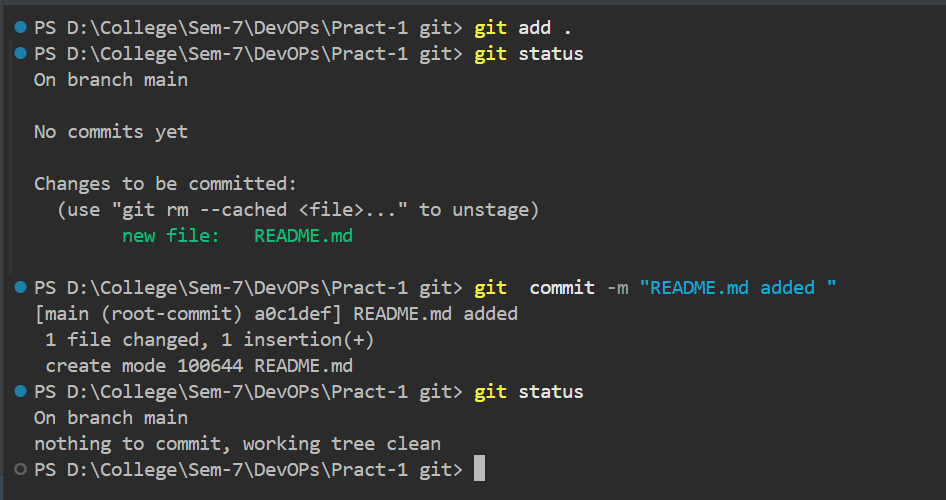 PS D:\College\Sem-7\DevOPs\Pract-1 git> git add .
PS D:\College\Sem-7\DevOPs\Pract-1 git> git status
On branch main

No commits yet

Changes to be committed:
  (use "git rm --cached <file>..." to unstage)
        new file:   README.md

PS D:\College\Sem-7\DevOPs\Pract-1 git> git  commit -m "README.md added "
[main (root-commit) a0c1def] README.md added
 1 file changed, 1 insertion(+)
 create mode 100644 README.md
PS D:\College\Sem-7\DevOPs\Pract-1 git> git status
On branch main
nothing to commit, working tree clean
PS D:\College\Sem-7\DevOPs\Pract-1 git>